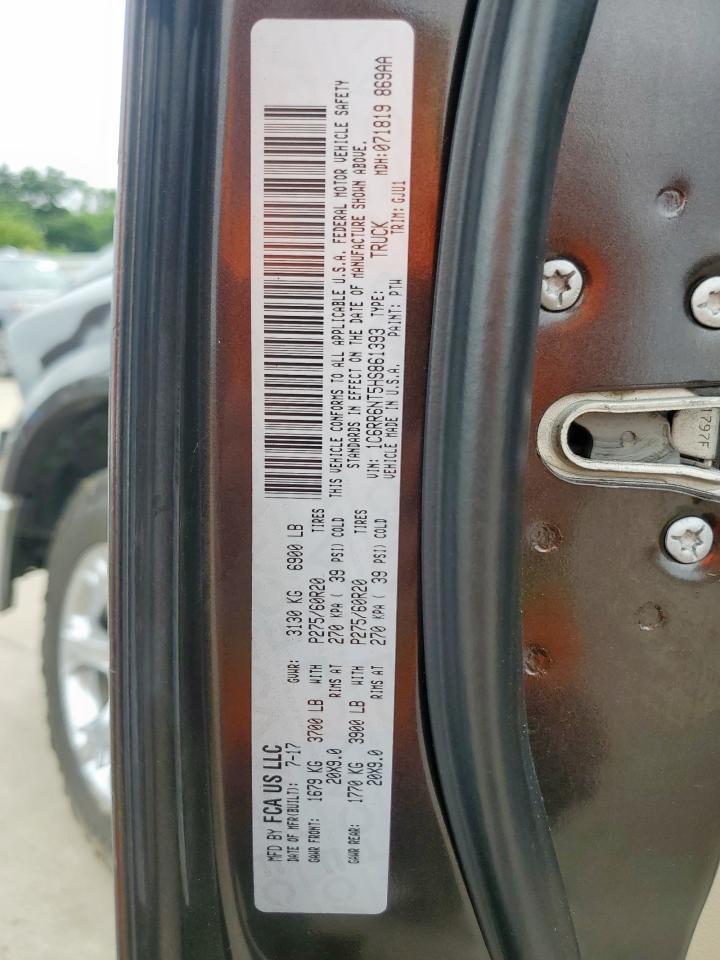 MFD BY FCA US LLC
DATE OF MFR(BUILT): 7-17 GVWR: 3130 KG 6900 LB
GAWR FRONT: 1679 KG 3700 LB WITH P275/60R20 TIRES
20X9.0 RIMS AT 270 KPA ( 39 PSI) COLD
GAWR REAR: 1770 KG 3900 LB WITH P275/60R20 TIRES
20X9.0 RIMS AT 270 KPA ( 39 PSI) COLD
THIS VEHICLE CONFORMS TO ALL APPLICABLE U.S.A. FEDERAL MOTOR VEHICLE SAFETY
STANDARDS IN EFFECT ON THE DATE OF MANUFACTURE SHOWN ABOVE.
VIN: 1C6RR6NT5HS861393 TYPE: TRUCK MDH:071819 869AA
VEHICLE MADE IN U.S.A. PAINT: PTW TRIM: GJU1
1797F